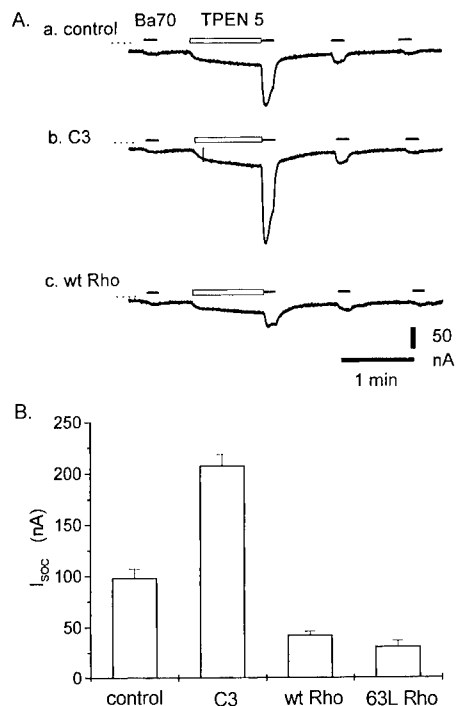 A.
Ba70 TPEN 5
a. control
b. C3
c. wt Rho
50
nA
1 min
B.
250
200
150
100
50
0
I_soc (nA)
control C3 wt Rho 63L Rho